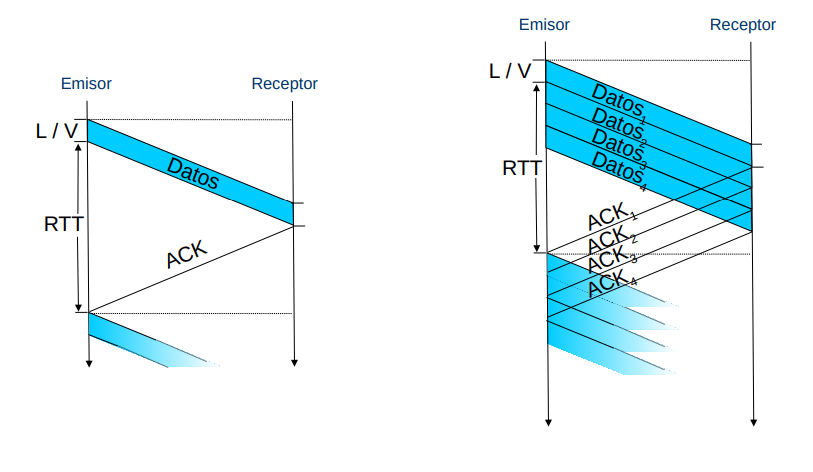 Emisor
Receptor
L / V
Datos
RTT
ACK
Emisor
Receptor
L / V
Datos1
Datos2
Datos3
Datos4
RTT
ACK1
ACK2
ACK3
ACK4